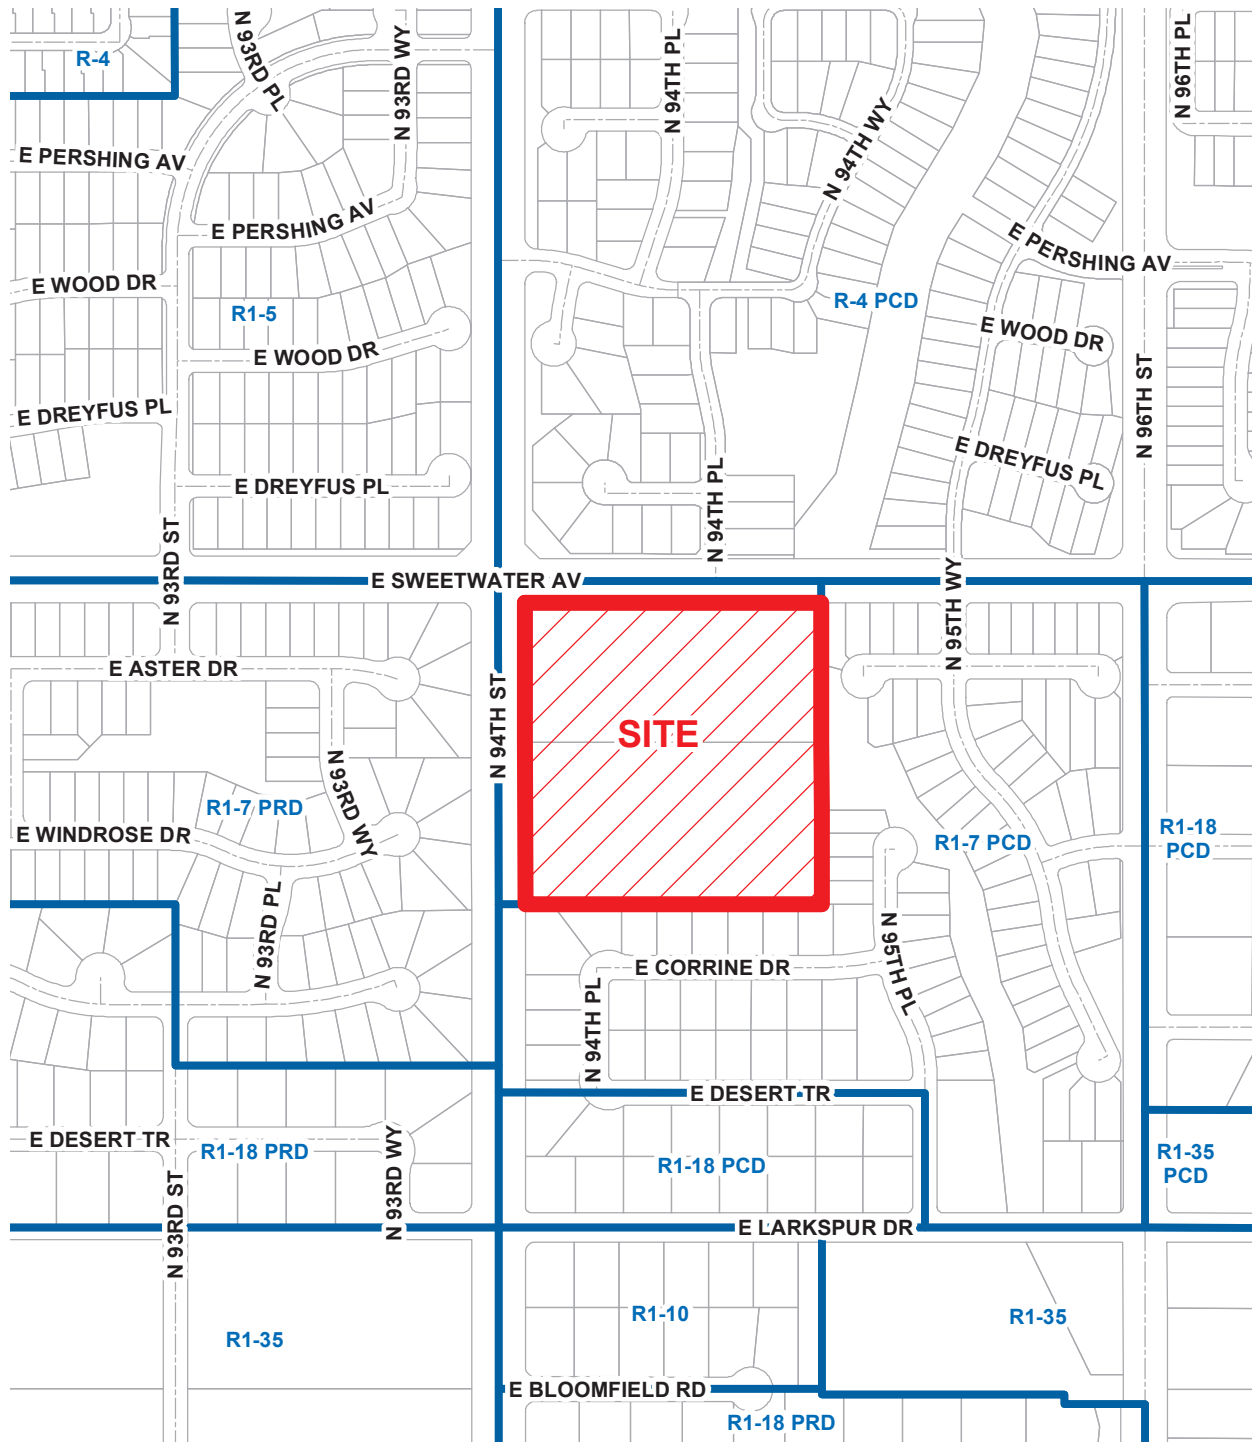 R-4
N 93RD PL
N 93RD WY
N 94TH PL
N 94TH WY
N 96TH PL
E PERSHING AV
E PERSHING AV
E PERSHING AV
E WOOD DR
R1-5
R-4 PCD
E WOOD DR
E WOOD DR
N 96TH ST
E DREYFUS PL
E DREYFUS PL
E DREYFUS PL
N 94TH PL
N 93RD ST
E SWEETWATER AV
N 95TH WY
E ASTER DR
N 94TH ST
SITE
N 93RD WY
R1-7 PRD
E WINDROSE DR
R1-7 PCD
R1-18
PCD
N 93RD PL
E CORRINE DR
N 95TH PL
N 94TH PL
E DESERT TR
E DESERT TR
R1-18 PRD
N 93RD WY
R1-18 PCD
R1-35
PCD
N 93RD ST
E LARKSPUR DR
R1-10
R1-35
R1-35
E BLOOMFIELD RD
R1-18 PRD